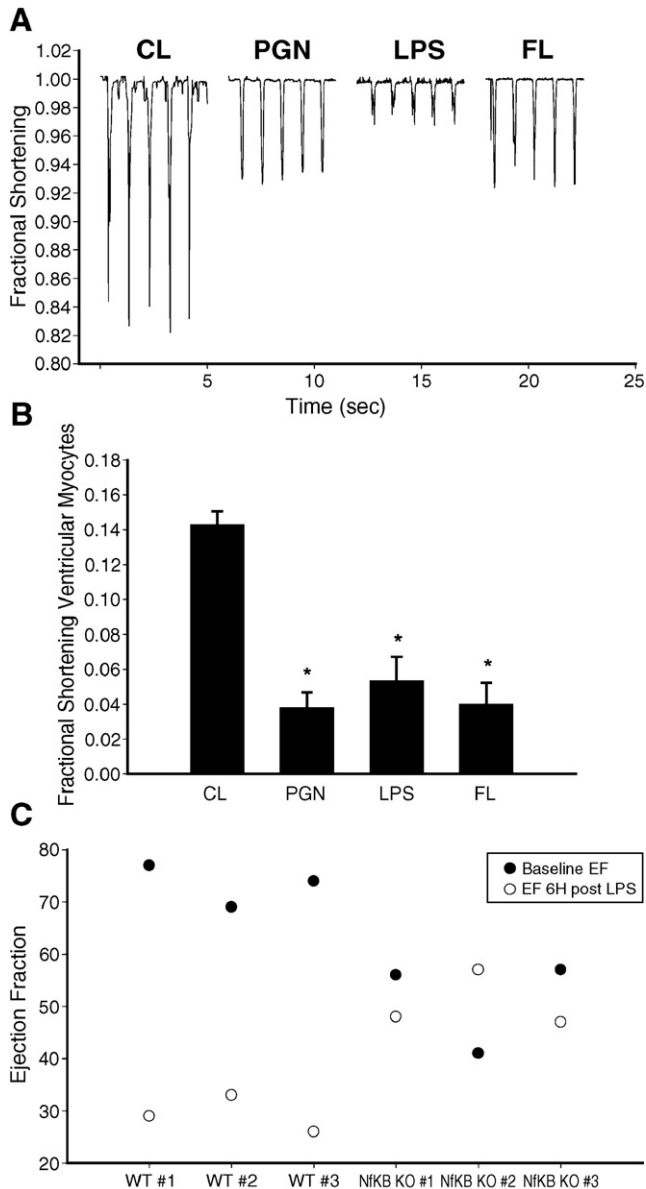 A
CL PGN LPS FL
Fractional Shortening
1.02
1.00
0.98
0.96
0.94
0.92
0.90
0.88
0.86
0.84
0.82
0.80
5 10 15 20 25
Time (sec)
B
Fractional Shortening Ventricular Myocytes
0.18
0.16
0.14
0.12
0.10
0.08
0.06
0.04
0.02
0.00
* * *
CL PGN LPS FL
C
Ejection Fraction
80
70
60
50
40
30
20
Baseline EF
EF 6H post LPS
WT #1 WT #2 WT #3 NfKB KO #1 NfKB KO #2 NfKB KO #3